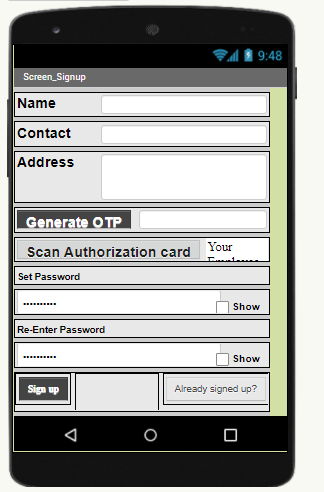 9:48
Screen_Signup
Name
Contact
Address
Generate OTP
Scan Authorization card Your
Employee
Set Password
•••••••••• Show
Re-Enter Password
•••••••••• Show
Sign up Already signed up?